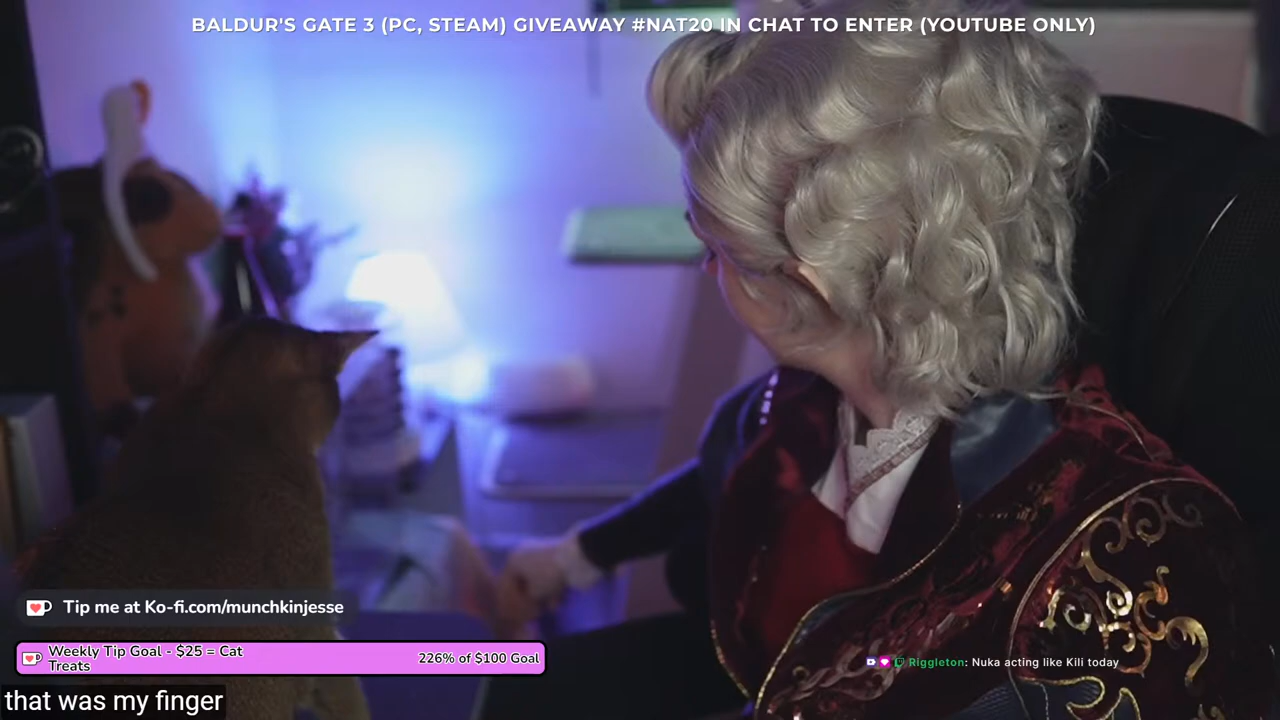 BALDUR'S GATE 3 (PC, STEAM) GIVEAWAY #NAT20 IN CHAT TO ENTER (YOUTUBE ONLY)
Tip me at Ko-fi.com/munchkinjesse
Weekly Tip Goal - $25 = Cat
Treats
226% of $100 Goal
Riggleton: Nuka acting like Kili today
that was my finger